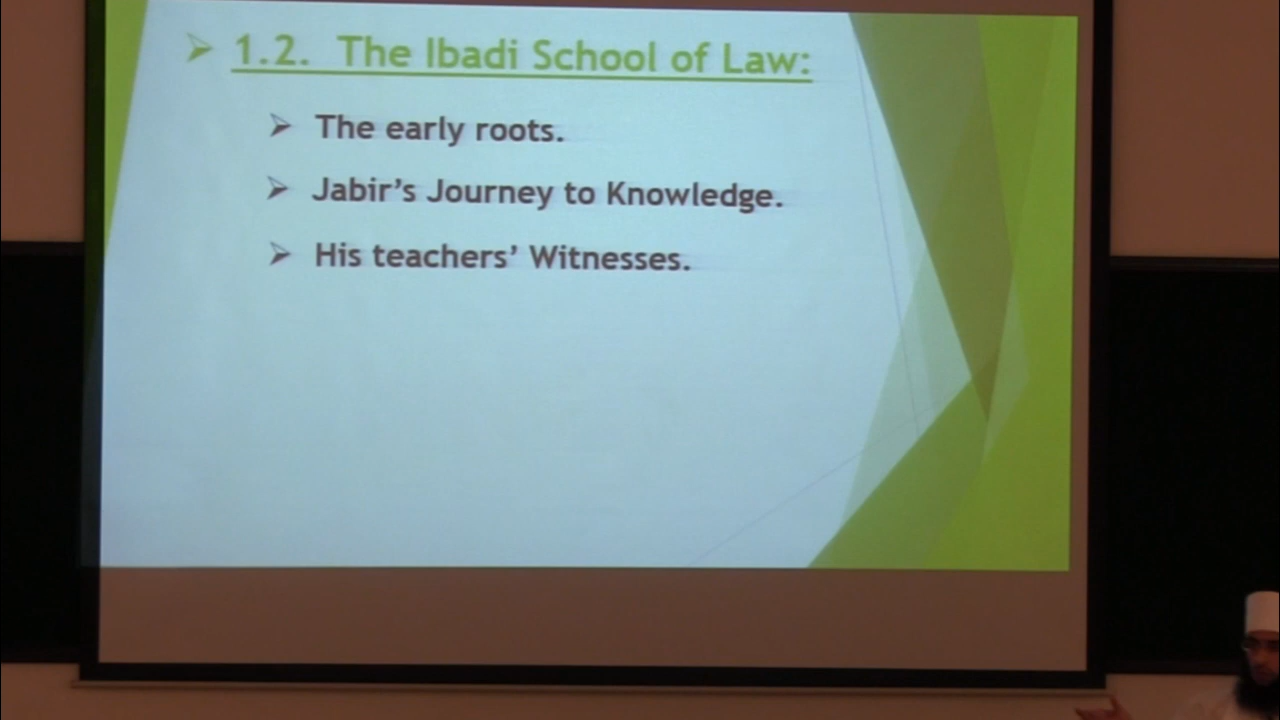 1.2. The Ibadi School of Law:
The early roots.
Jabir's Journey to Knowledge.
His teachers' Witnesses.